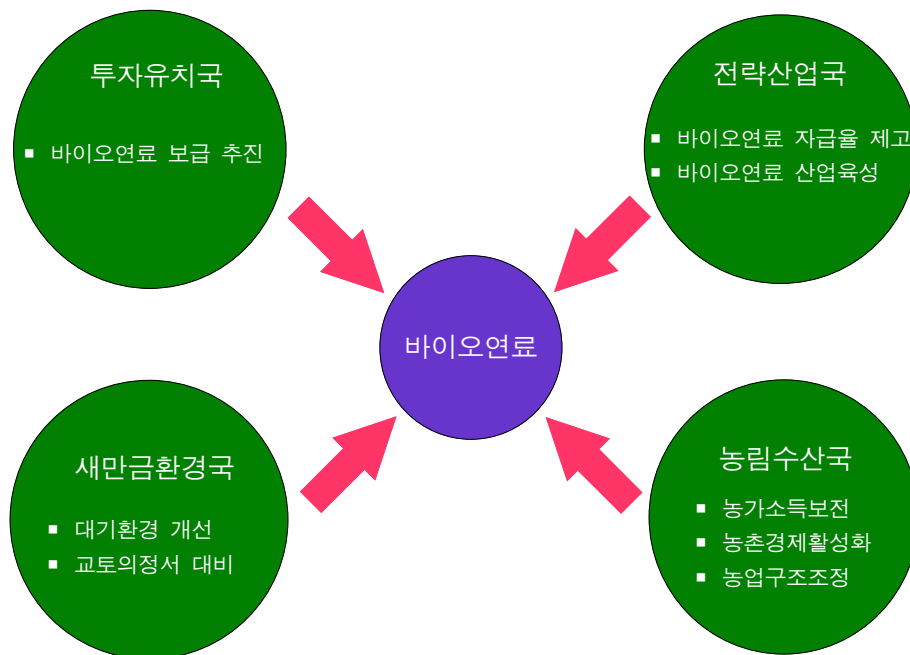 투자유치국
▪ 바이오연료 보급 추진
전략산업국
▪ 바이오연료 자급율 제고
▪ 바이오연료 산업육성
바이오연료
새만금환경국
▪ 대기환경 개선
▪ 교토의정서 대비
농림수산국
▪ 농가소득보전
▪ 농촌경제활성화
▪ 농업구조조정